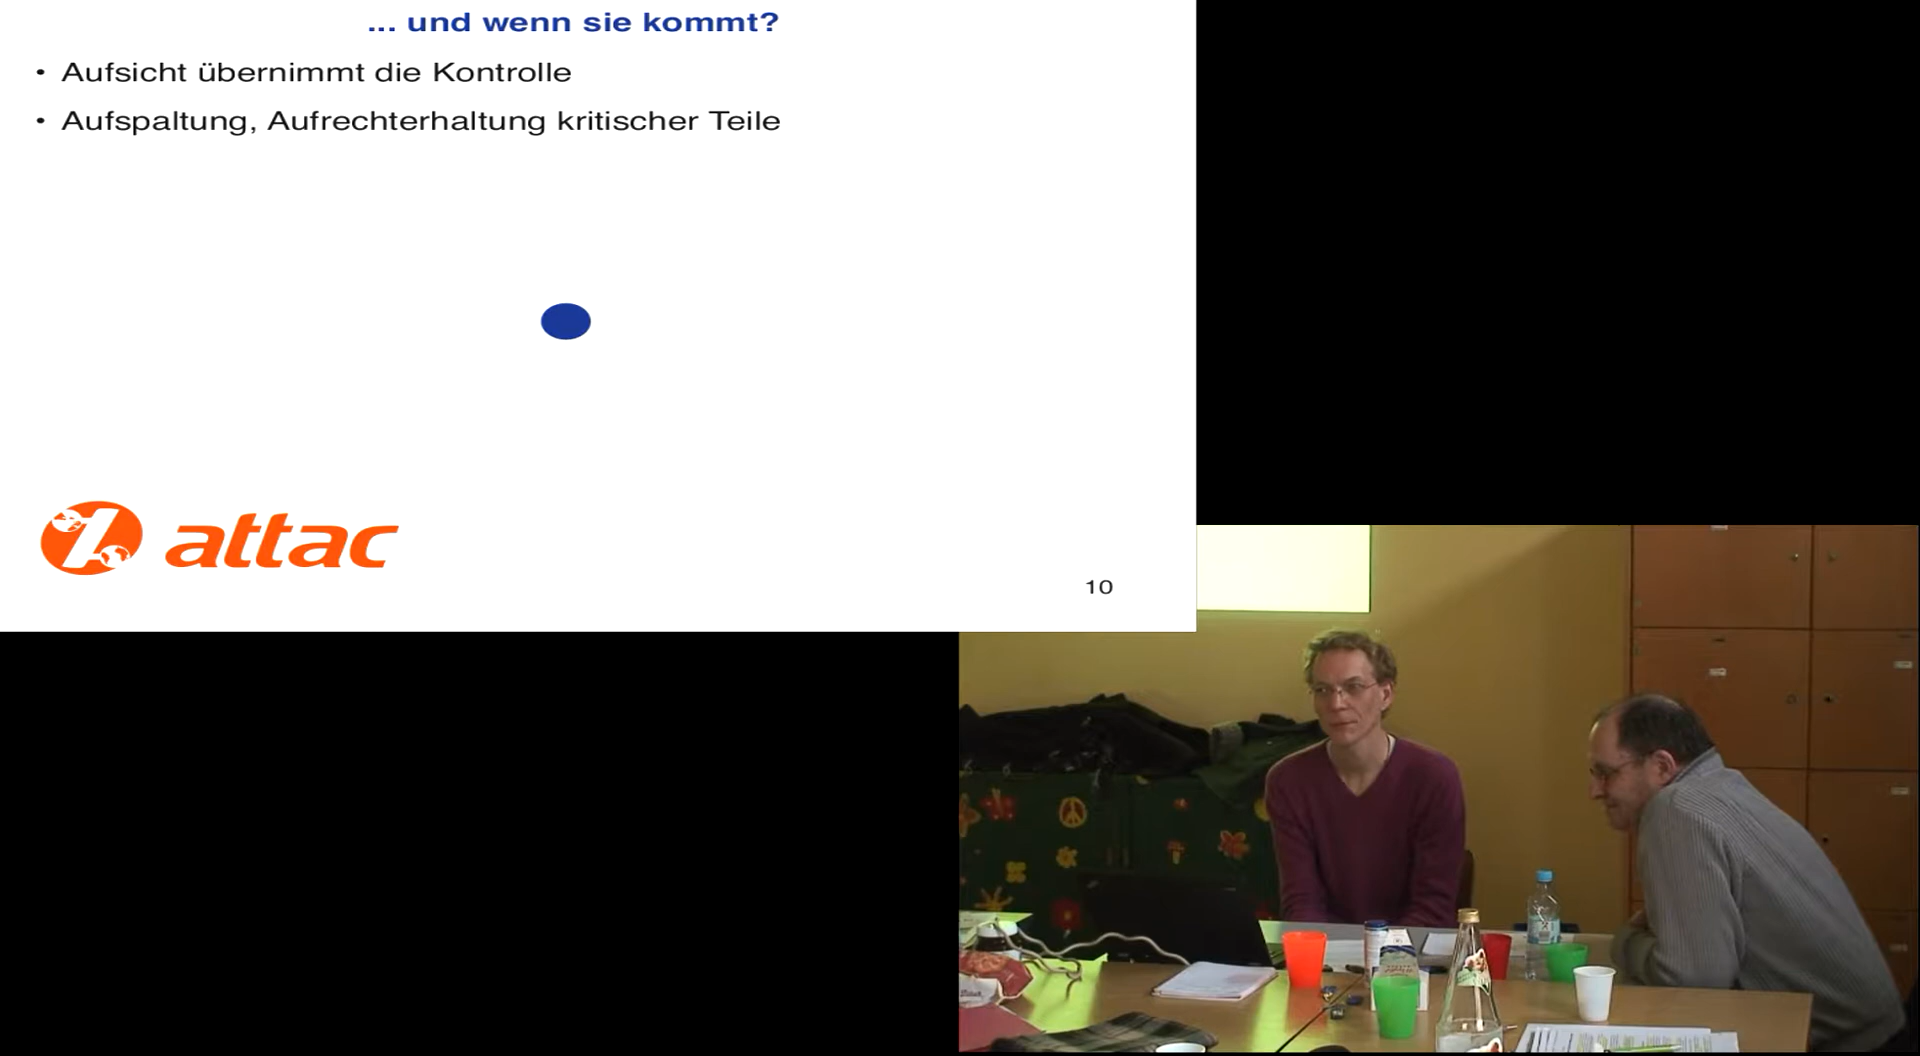 ... und wenn sie kommt?
• Aufsicht übernimmt die Kontrolle
• Aufspaltung, Aufrechterhaltung kritischer Teile
attac
10